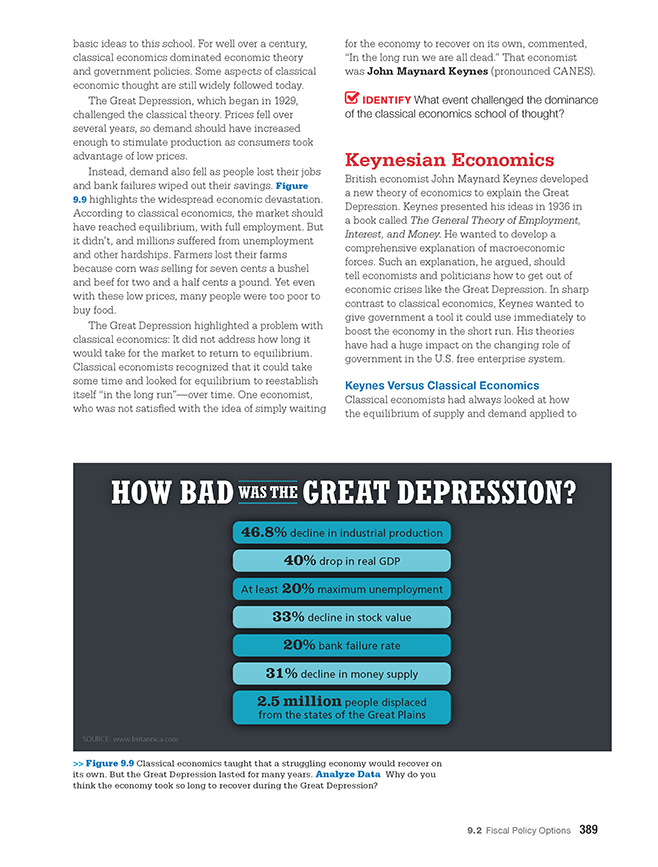 basic ideas to this school. For well over a century,
classical economics dominated economic theory
and government policies. Some aspects of classical
economic thought are still widely followed today.
The Great Depression, which began in 1929,
challenged the classical theory. Prices fell over
several years, so demand should have increased
enough to stimulate production as consumers took
advantage of low prices.
Instead, demand also fell as people lost their jobs
and bank failures wiped out their savings. Figure
9.9 highlights the widespread economic devastation.
According to classical economics, the market should
have reached equilibrium, with full employment. But
it didn't, and millions suffered from unemployment
and other hardships. Farmers lost their farms
because corn was selling for seven cents a bushel
and beef for two and a half cents a pound. Yet even
with these low prices, many people were too poor to
buy food.
The Great Depression highlighted a problem with
classical economics: It did not address how long it
would take for the market to return to equilibrium.
Classical economists recognized that it could take
some time and looked for equilibrium to reestablish
itself "in the long run"—over time. One economist,
who was not satisfied with the idea of simply waiting
for the economy to recover on its own, commented,
"In the long run we are all dead." That economist
was John Maynard Keynes (pronounced CANES).
IDENTIFY What event challenged the dominance
of the classical economics school of thought?
Keynesian Economics
British economist John Maynard Keynes developed
a new theory of economics to explain the Great
Depression. Keynes presented his ideas in 1936 in
a book called The General Theory of Employment,
Interest, and Money. He wanted to develop a
comprehensive explanation of macroeconomic
forces. Such an explanation, he argued, should
tell economists and politicians how to get out of
economic crises like the Great Depression. In sharp
contrast to classical economics, Keynes wanted to
give government a tool it could use immediately to
boost the economy in the short run. His theories
have had a huge impact on the changing role of
government in the U.S. free enterprise system.
Keynes Versus Classical Economics
Classical economists had always looked at how
the equilibrium of supply and demand applied to
HOW BAD WAS THE GREAT DEPRESSION?
46.8% decline in industrial production
40% drop in real GDP
At least 20% maximum unemployment
33% decline in stock value
20% bank failure rate
31% decline in money supply
2.5 million people displaced
from the states of the Great Plains
SOURCE: www.britannica.com
>> Figure 9.9 Classical economics taught that a struggling economy would recover on
its own. But the Great Depression lasted for many years. Analyze Data Why do you
think the economy took so long to recover during the Great Depression?
9.2 Fiscal Policy Options 389